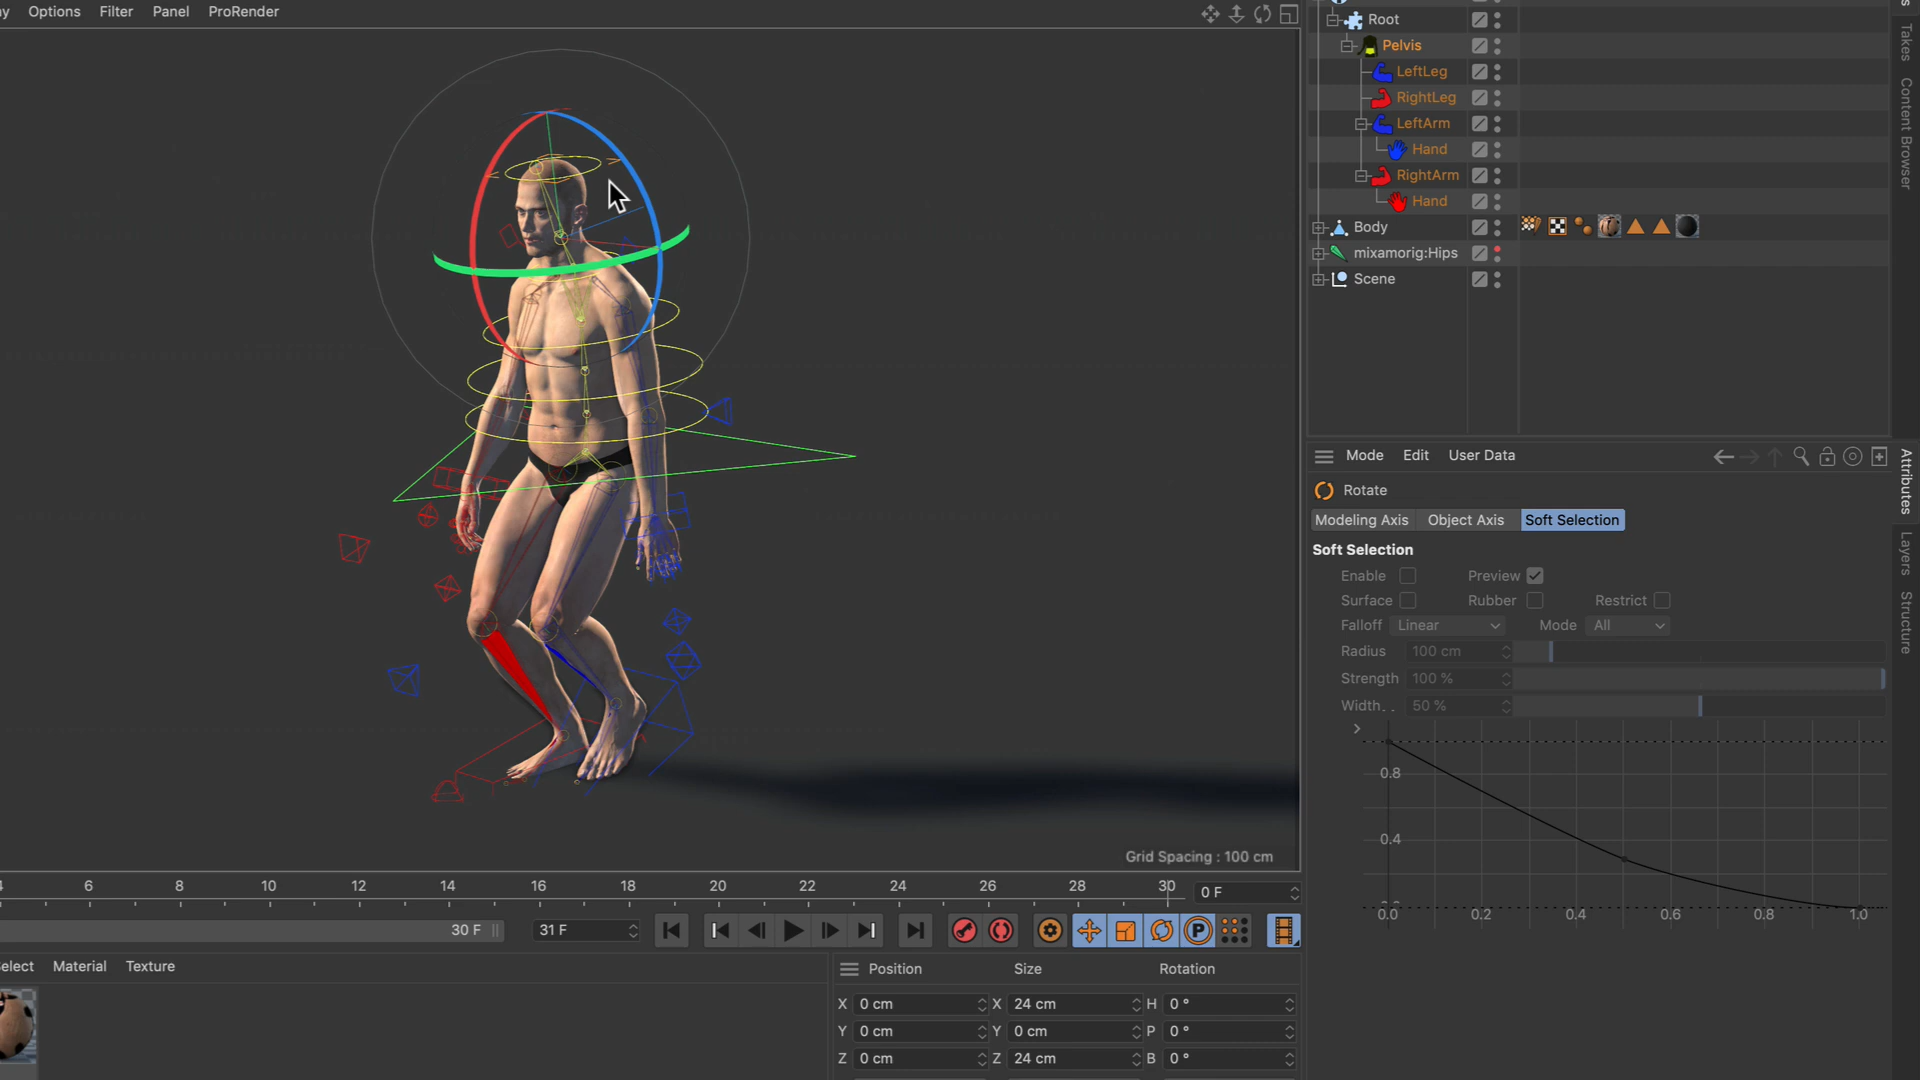 Options Filter Panel ProRender
Root
Pelvis
LeftLeg
RightLeg
LeftArm
Hand
RightArm
Hand
Body
mixamorig:Hips
Scene
Takes
Content Browser
Mode Edit User Data
Rotate
Modeling Axis Object Axis Soft Selection
Soft Selection
Enable Preview
Surface Rubber Restrict
Falloff Linear Mode All
Radius 100 cm
Strength 100 %
Width. . 50 %
0.8
0.4
0.0 0.2 0.4 0.6 0.8 1.0
Attributes
Layers
Structure
Grid Spacing : 100 cm
6 8 10 12 14 16 18 20 22 24 26 28 30 0 F
30 F 31 F P
Material Texture
Position Size Rotation
X 0 cm X 24 cm H 0 °
Y 0 cm Y 0 cm P 0 °
Z 0 cm Z 24 cm B 0 °